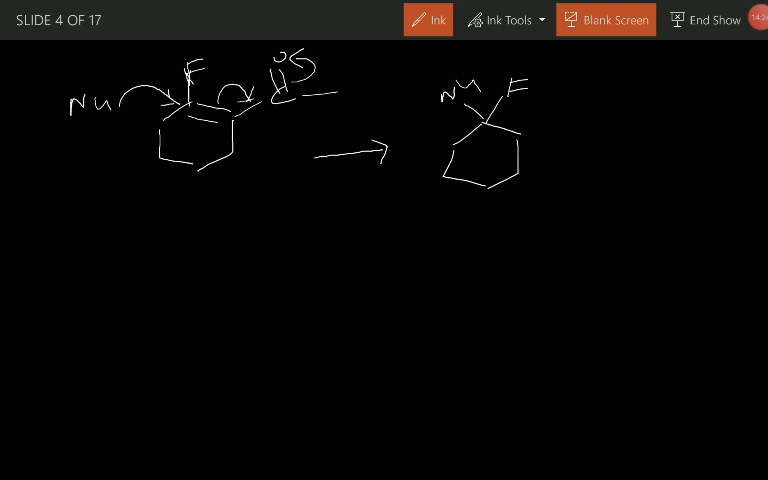 SLIDE 4 OF 17
Ink
Ink Tools
Blank Screen
End Show
F
O
Nu
C
Nu
F